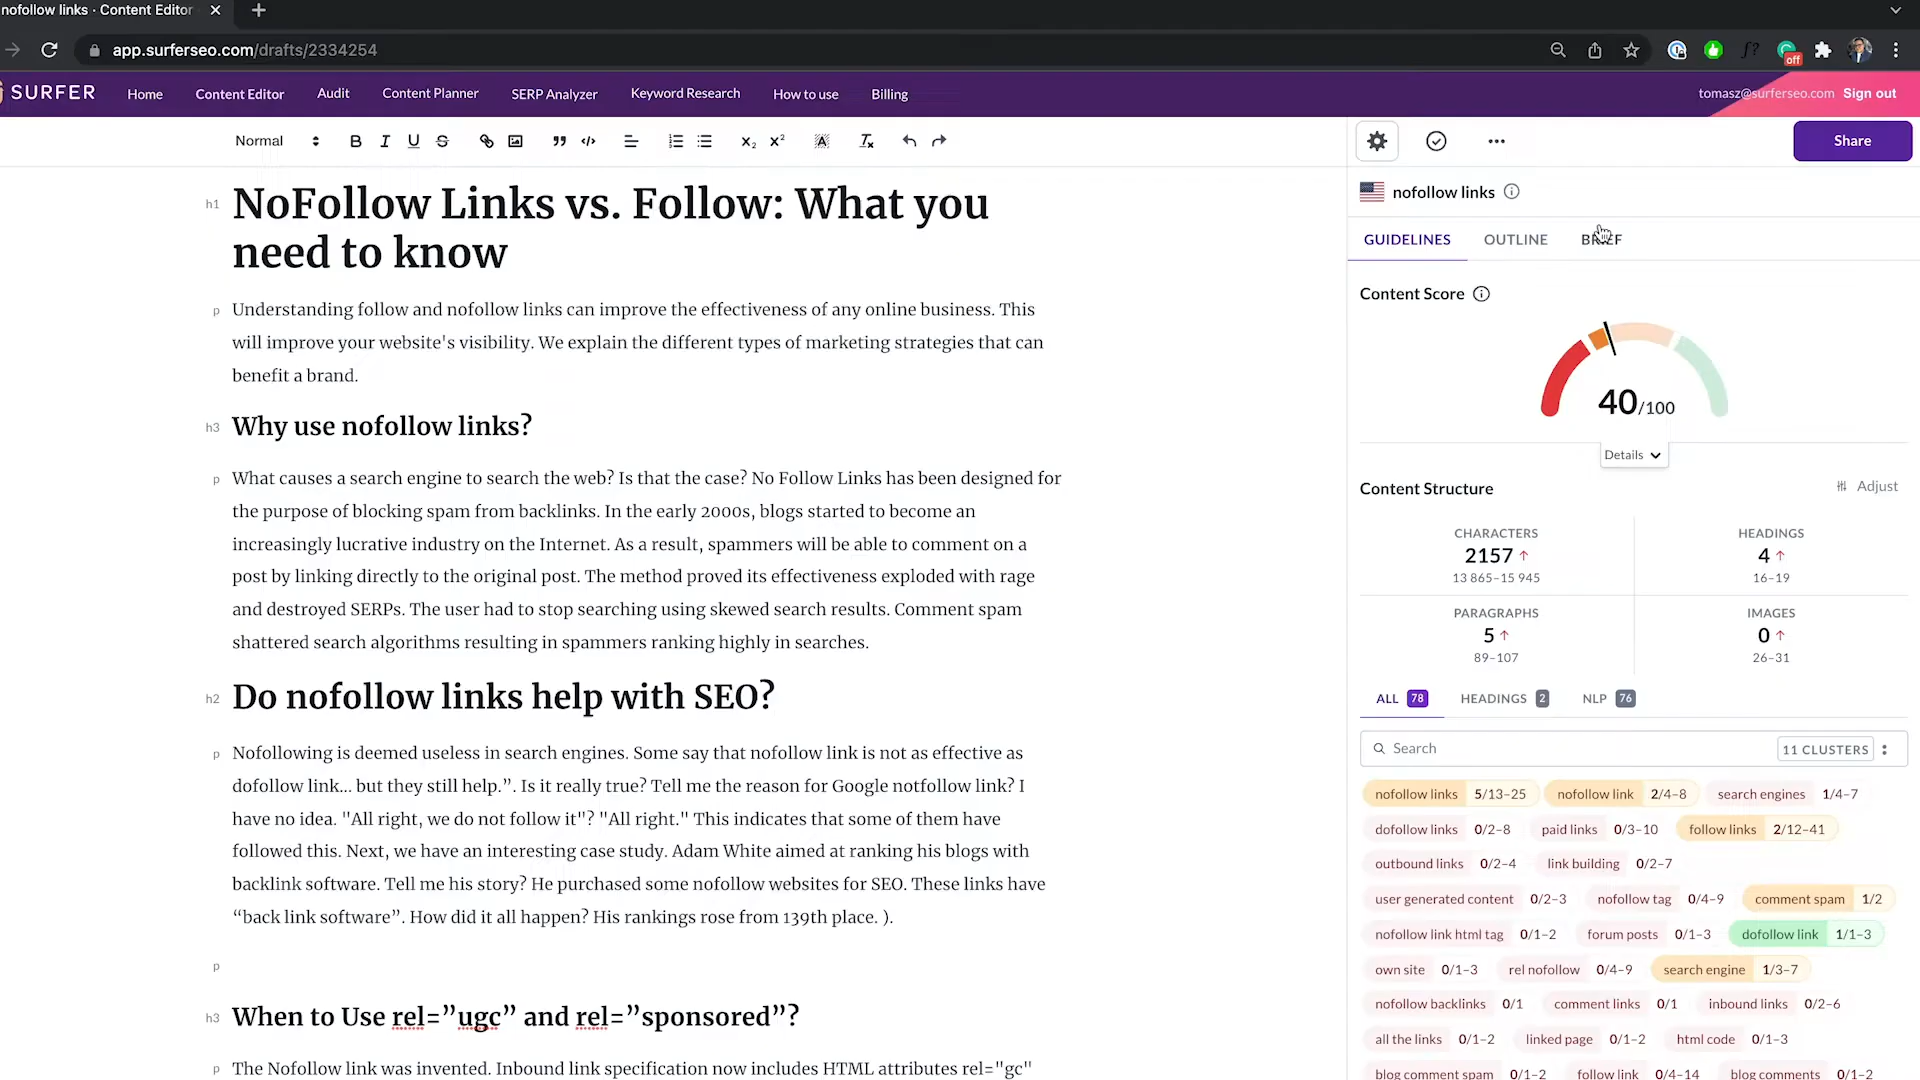 nofollow links · Content Editor
app.surferseo.com/drafts/2334254
off
SURFER
Home
Content Editor
Audit
Content Planner
SERP Analyzer
Keyword Research
How to use
Billing
tomasz@surferseo.com
Sign out
Normal
Share
h1
NoFollow Links vs. Follow: What you
need to know
p
Understanding follow and nofollow links can improve the effectiveness of any online business. This
will improve your website's visibility. We explain the different types of marketing strategies that can
benefit a brand.
h3
Why use nofollow links?
p
What causes a search engine to search the web? Is that the case? No Follow Links has been designed for
the purpose of blocking spam from backlinks. In the early 2000s, blogs started to become an
increasingly lucrative industry on the Internet. As a result, spammers will be able to comment on a
post by linking directly to the original post. The method proved its effectiveness exploded with rage
and destroyed SERPs. The user had to stop searching using skewed search results. Comment spam
shattered search algorithms resulting in spammers ranking highly in searches.
h2
Do nofollow links help with SEO?
p
Nofollowing is deemed useless in search engines. Some say that nofollow link is not as effective as
dofollow link... but they still help.”. Is it really true? Tell me the reason for Google notfollow link? I
have no idea. "All right, we do not follow it"? "All right." This indicates that some of them have
followed this. Next, we have an interesting case study. Adam White aimed at ranking his blogs with
backlink software. Tell me his story? He purchased some nofollow websites for SEO. These links have
“back link software”. How did it all happen? His rankings rose from 139th place. ).
p
h3
When to Use rel=”ugc” and rel=”sponsored”?
p
The Nofollow link was invented. Inbound link specification now includes HTML attributes rel="gc"
nofollow links
GUIDELINES
OUTLINE
BRIEF
Content Score
40/100
Details
Content Structure
Adjust
CHARACTERS
2157
13 865–15 945
HEADINGS
4
16–19
PARAGRAPHS
5
89–107
IMAGES
0
26–31
ALL 78
HEADINGS 2
NLP 76
Search
11 CLUSTERS
nofollow links 5/13–25
nofollow link 2/4–8
search engines 1/4–7
dofollow links 0/2–8
paid links 0/3–10
follow links 2/12–41
outbound links 0/2–4
link building 0/2–7
user generated content 0/2–3
nofollow tag 0/4–9
comment spam 1/2
nofollow link html tag 0/1–2
forum posts 0/1–3
dofollow link 1/1–3
own site 0/1–3
rel nofollow 0/4–9
search engine 1/3–7
nofollow backlinks 0/1
comment links 0/1
inbound links 0/2–6
all the links 0/1–2
linked page 0/1–2
html code 0/1–3
blog comment spam 0/1–2
follow link 0/4–14
blog comments 0/1–2